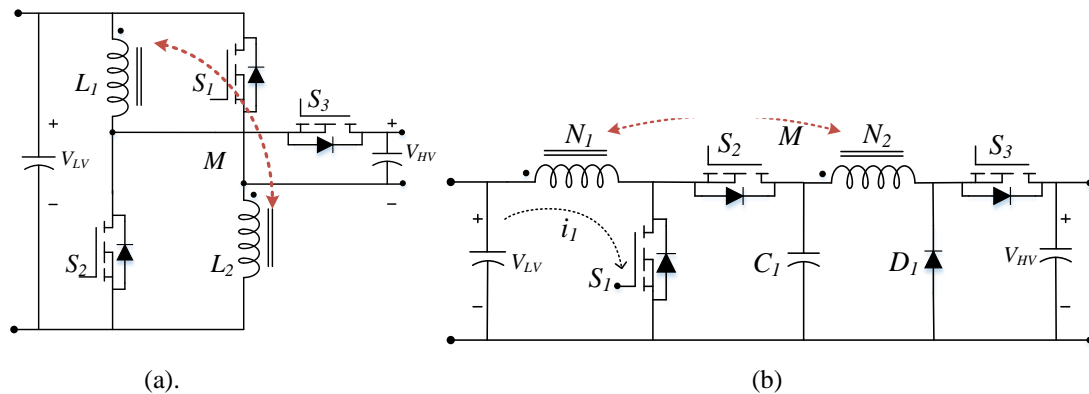 L1
S1
S3
+
VLV
−
M
+
VHV
−
S2
L2
(a).
N1
M
N2
S2
S3
+
VLV
−
i1
S1
C1
D1
+
VHV
−
(b)